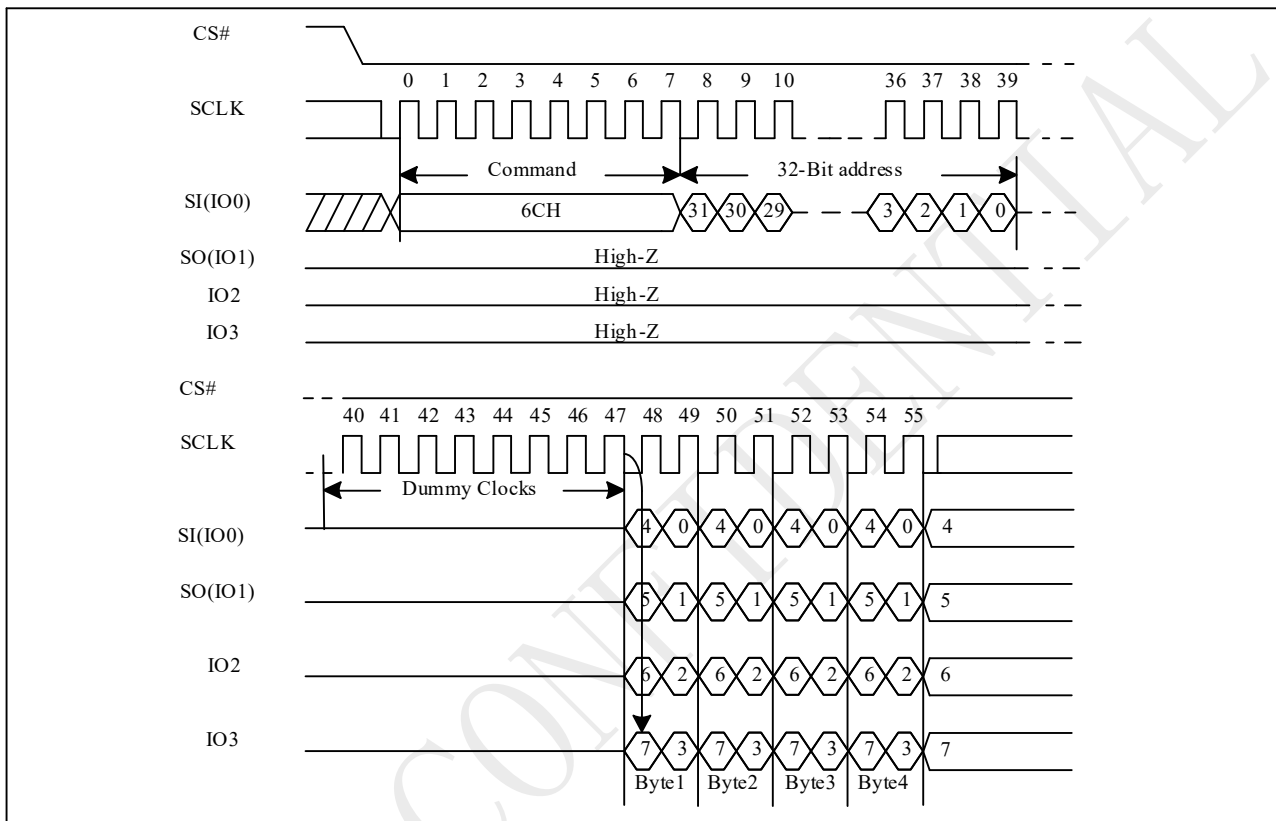 CS#
0 1 2 3 4 5 6 7 8 9 10 36 37 38 39
SCLK
Command 32-Bit address
SI(IO0) 6CH 31 30 29 3 2 1 0
SO(IO1) High-Z
IO2 High-Z
IO3 High-Z
CS#
40 41 42 43 44 45 46 47 48 49 50 51 52 53 54 55
SCLK
Dummy Clocks
SI(IO0) 4 0 4 0 4 0 4 0 4
SO(IO1) 5 1 5 1 5 1 5 1 5
IO2 6 2 6 2 6 2 6 2 6
IO3 7 3 7 3 7 3 7 3 7
Byte1 Byte2 Byte3 Byte4
CONFIDENTIAL